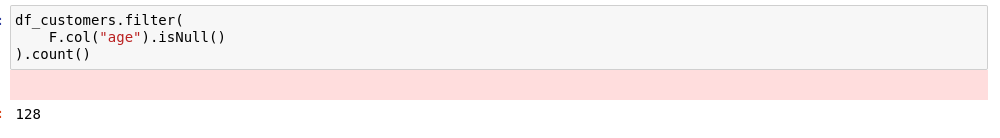 :
df_customers.filter(
    F.col("age").isNull()
).count()
: 128